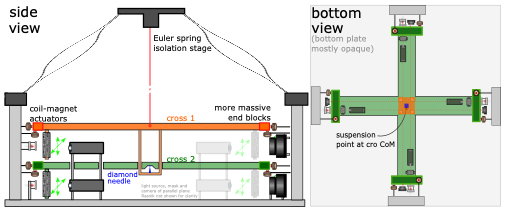 side
view
Euler spring
isolation stage
coil-magnet
actuators
cross 1
more massive
end blocks
cross 2
diamond
needle
light source, mask and
camera of parallel plane
readout not shown for clarity
bottom
view
(bottom plate
mostly opaque)
suspension
point at cro CoM